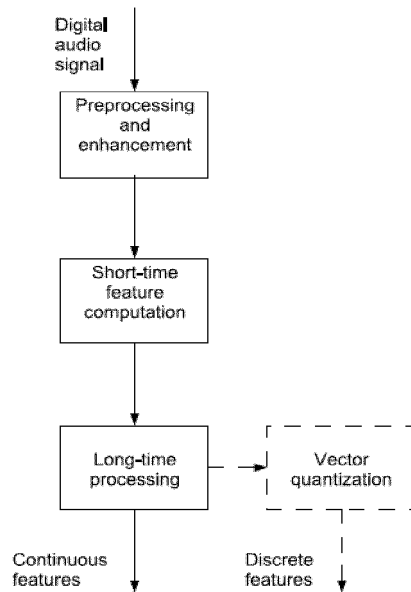 Digital
audio
signal
Preprocessing
and
enhancement
Short-time
feature
computation
Long-time
processing
Vector
quantization
Continuous
features
Discrete
features